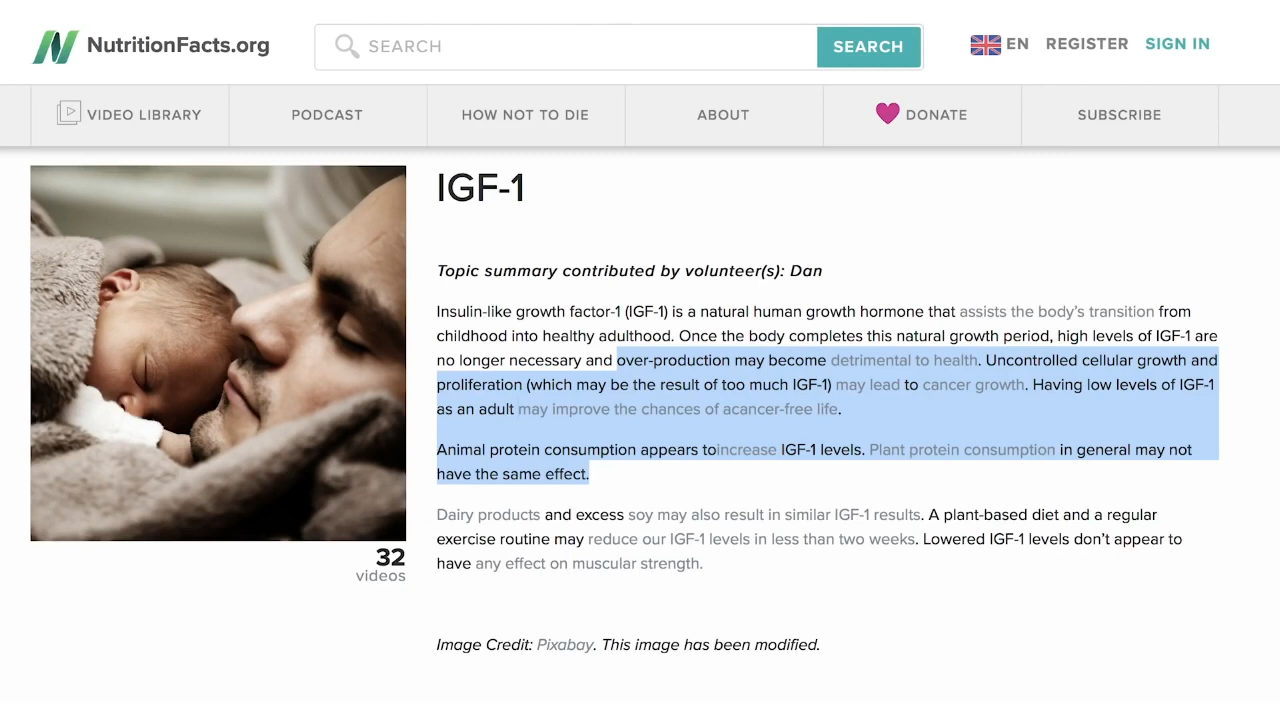 NutritionFacts.org
SEARCH
SEARCH
EN
REGISTER
SIGN IN
VIDEO LIBRARY
PODCAST
HOW NOT TO DIE
ABOUT
DONATE
SUBSCRIBE
IGF-1
Topic summary contributed by volunteer(s): Dan
Insulin-like growth factor-1 (IGF-1) is a natural human growth hormone that assists the body's transition from
childhood into healthy adulthood. Once the body completes this natural growth period, high levels of IGF-1 are
no longer necessary and over-production may become detrimental to health. Uncontrolled cellular growth and
proliferation (which may be the result of too much IGF-1) may lead to cancer growth. Having low levels of IGF-1
as an adult may improve the chances of acancer-free life.
Animal protein consumption appears toincrease IGF-1 levels. Plant protein consumption in general may not
have the same effect.
Dairy products and excess soy may also result in similar IGF-1 results. A plant-based diet and a regular
exercise routine may reduce our IGF-1 levels in less than two weeks. Lowered IGF-1 levels don't appear to
have any effect on muscular strength.
32
videos
Image Credit: Pixabay. This image has been modified.